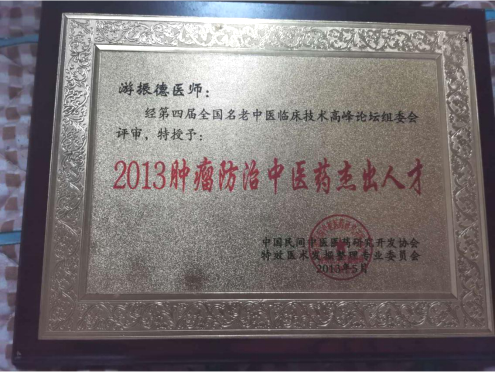 游振德医师：
经第四届全国名老中医临床技术高峰论坛组委会
评审，特授予：
2013肿瘤防治中医药杰出人才
中国民间中医医药研究开发协会
特效医术发掘整理专业委员会
2013年5月